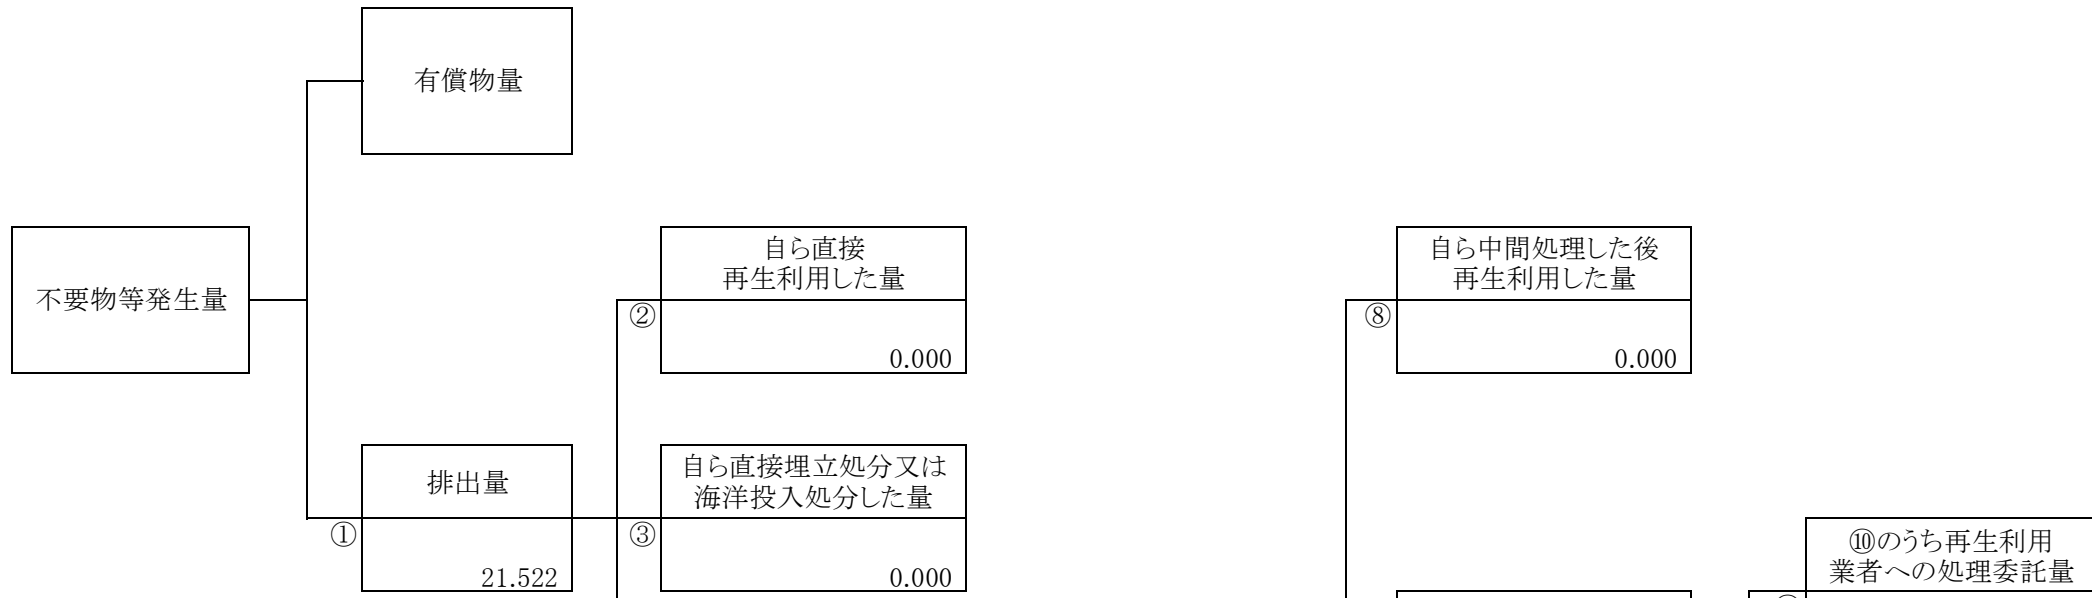 有償物量
不要物等発生量
自ら直接
再生利用した量
②
0.000
自ら中間処理した後
再生利用した量
⑧
0.000
排出量
①
21.522
自ら直接埋立処分又は
海洋投入処分した量
③
0.000
⑩のうち再生利用
業者への処理委託量